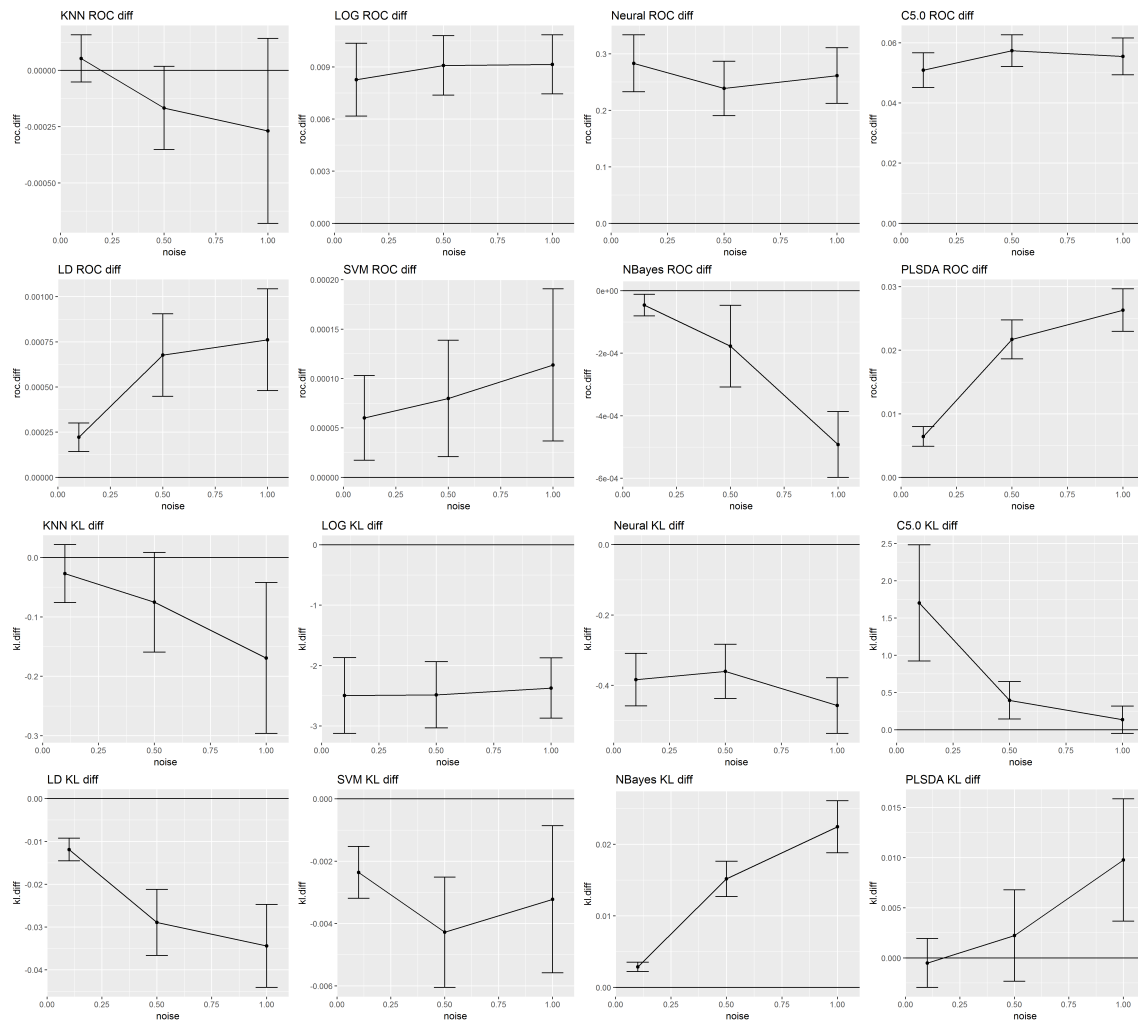 KNN ROC diff
roc.diff
0.00000
-0.00025
-0.00050
0.00 0.25 0.50 0.75 1.00
noise
LOG ROC diff
roc.diff
0.009
0.006
0.003
0.000
0.00 0.25 0.50 0.75 1.00
noise
Neural ROC diff
roc.diff
0.3
0.2
0.1
0.0
0.00 0.25 0.50 0.75 1.00
noise
C5.0 ROC diff
roc.diff
0.06
0.04
0.02
0.00
0.00 0.25 0.50 0.75 1.00
noise
LD ROC diff
roc.diff
0.00100
0.00075
0.00050
0.00025
0.00000
0.00 0.25 0.50 0.75 1.00
noise
SVM ROC diff
roc.diff
0.00020
0.00015
0.00010
0.00005
0.00000
0.00 0.25 0.50 0.75 1.00
noise
NBayes ROC diff
roc.diff
0e+00
-2e-04
-4e-04
-6e-04
0.00 0.25 0.50 0.75 1.00
noise
PLSDA ROC diff
roc.diff
0.03
0.02
0.01
0.00
0.00 0.25 0.50 0.75 1.00
noise
KNN KL diff
kl.diff
0.0
-0.1
-0.2
-0.3
0.00 0.25 0.50 0.75 1.00
noise
LOG KL diff
kl.diff
0
-1
-2
-3
0.00 0.25 0.50 0.75 1.00
noise
Neural KL diff
kl.diff
0.0
-0.2
-0.4
0.00 0.25 0.50 0.75 1.00
noise
C5.0 KL diff
kl.diff
2.5
2.0
1.5
1.0
0.5
0.0
0.00 0.25 0.50 0.75 1.00
noise
LD KL diff
kl.diff
0.00
-0.01
-0.02
-0.03
-0.04
0.00 0.25 0.50 0.75 1.00
noise
SVM KL diff
kl.diff
0.000
-0.002
-0.004
-0.006
0.00 0.25 0.50 0.75 1.00
noise
NBayes KL diff
kl.diff
0.02
0.01
0.00
0.00 0.25 0.50 0.75 1.00
noise
PLSDA KL diff
kl.diff
0.015
0.010
0.005
0.000
0.00 0.25 0.50 0.75 1.00
noise